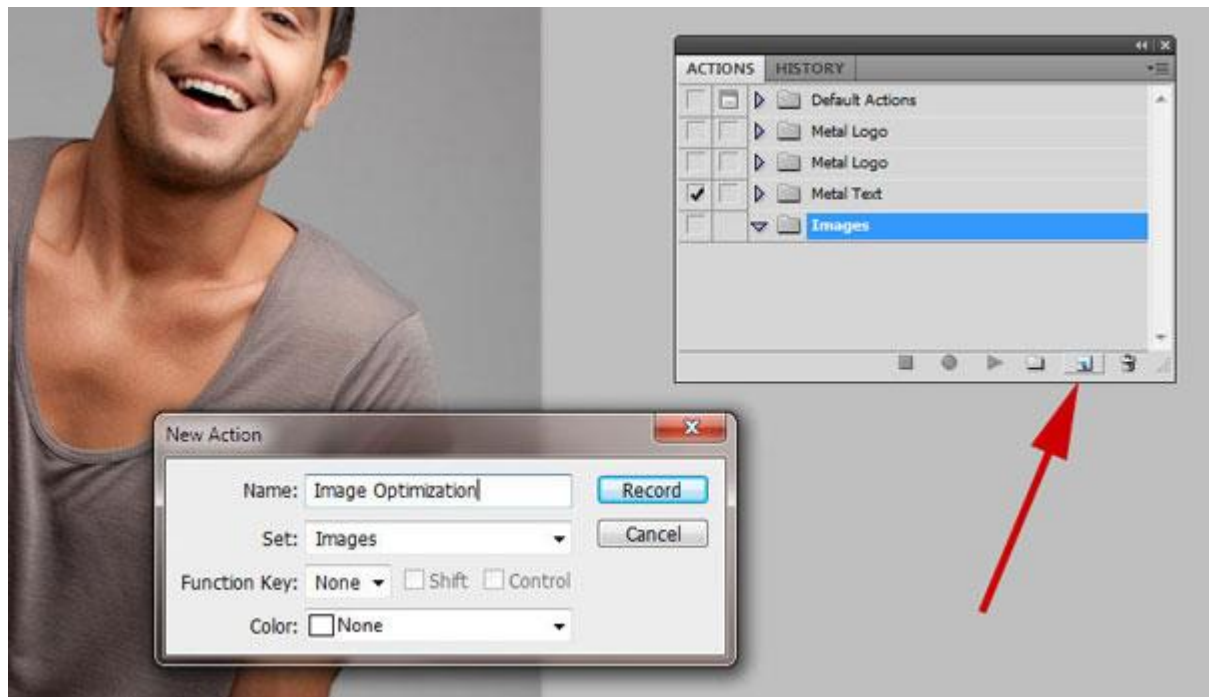 ACTIONS HISTORY
Default Actions
Metal Logo
Metal Logo
Metal Text
Images
New Action
Name: Image Optimization Record
Set: Images Cancel
Function Key: None Shift Control
Color: None